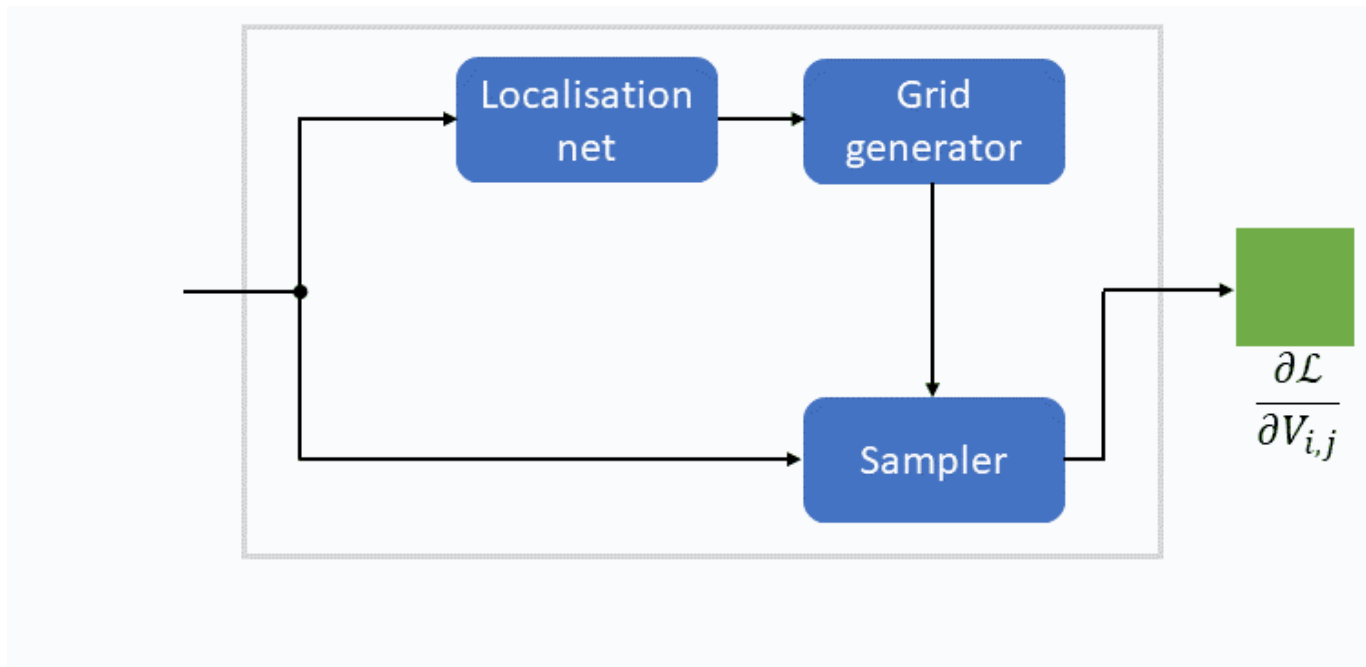 Localisation
net
Grid
generator
Sampler
∂ℒ
∂V_{i,j}